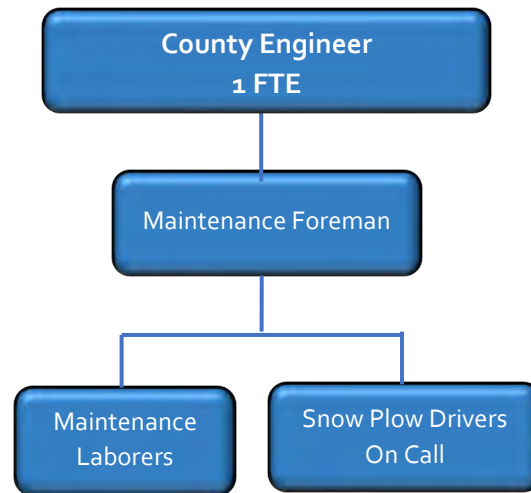 County Engineer
1 FTE
Maintenance Foreman
Maintenance
Laborers
Snow Plow Drivers
On Call